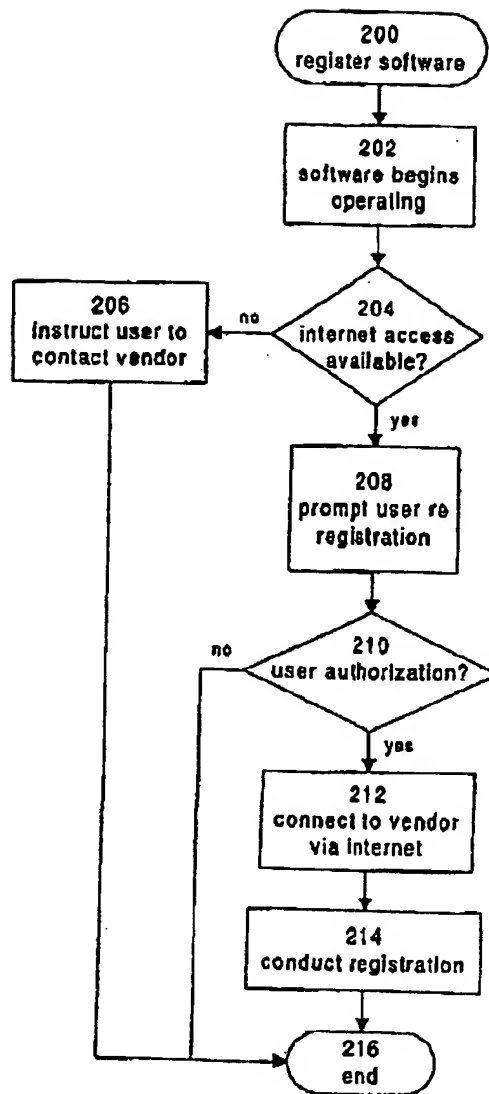 200
register software
202
software begins
operating
204
internet access
available?
no
206
instruct user to
contact vendor
yes
208
prompt user re
registration
210
user authorization?
no
yes
212
connect to vendor
via internet
214
conduct registration
216
end